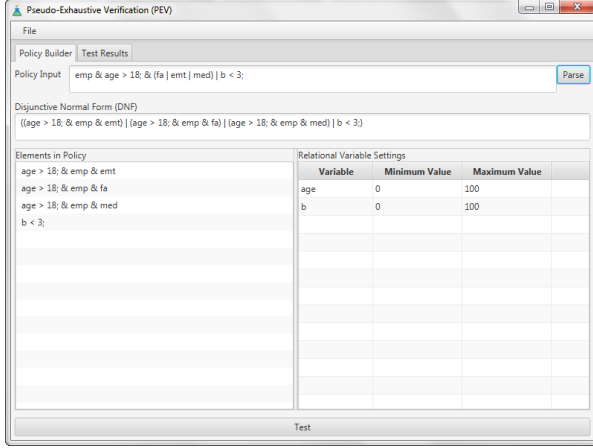 Pseudo-Exhaustive Verification (PEV)
File
Policy Builder Test Results
Policy Input emp & age > 18; & (fa | emt | med) | b < 3; Parse
Disjunctive Normal Form (DNF)
((age > 18; & emp & emt) | (age > 18; & emp & fa) | (age > 18; & emp & med) | b < 3;)
Elements in Policy Relational Variable Settings
Variable Minimum Value Maximum Value
age > 18; & emp & emt
age > 18; & emp & fa age 0 100
age > 18; & emp & med b 0 100
b < 3;
Test